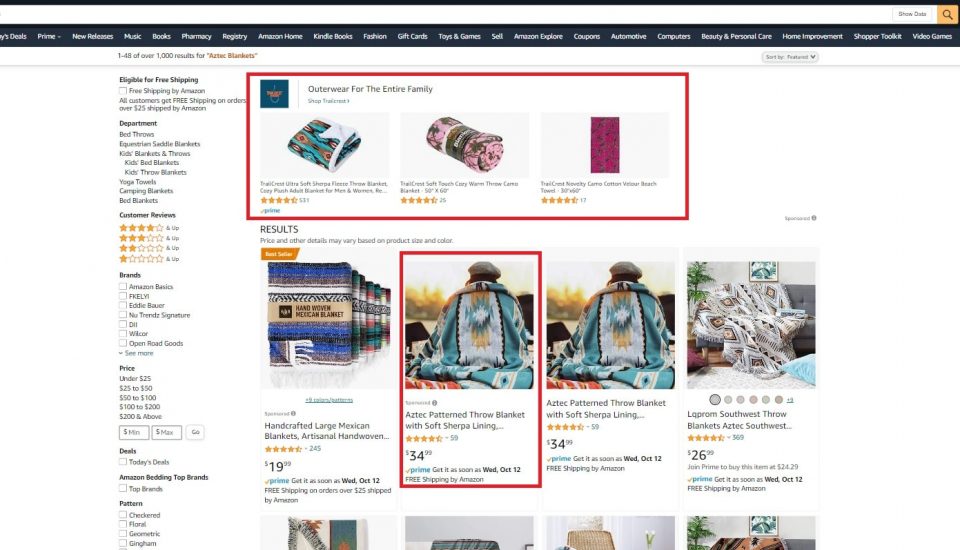 Show Data
y's Deals Prime New Releases Music Books Pharmacy Registry Amazon Home Kindle Books Fashion Gift Cards Toys & Games Sell Amazon Explore Coupons Automotive Computers Beauty & Personal Care Home Improvement Shopper Toolkit Video Games
1-48 of over 1,000 results for "Aztec Blankets"
Sort by: Featured
Eligible for Free Shipping
Free Shipping by Amazon
All customers get FREE Shipping on orders
over $25 shipped by Amazon
Department
Bed Throws
Equestrian Saddle Blankets
Kids' Blankets & Throws
Kids' Bed Blankets
Kids' Throw Blankets
Yoga Towels
Camping Blankets
Bed Blankets
Customer Reviews
& Up
& Up
& Up
& Up
Brands
Amazon Basics
FKELYI
Eddie Bauer
Nu Trendz Signature
DII
Wilcor
Open Road Goods
See more
Price
Under $25
$25 to $50
$50 to $100
$100 to $200
$200 & Above
$ Min
$ Max
Go
Deals
Today's Deals
Amazon Bedding Top Brands
Top Brands
Pattern
Checkered
Floral
Geometric
Gingham
Outerwear For The Entire Family
Shop Trailcrest ›
TrailCrest Ultra Soft Sherpa Fleece Throw Blanket,
Cozy Plush Adult Blanket for Men & Women, Re...
531
prime
TrailCrest Soft Touch Cozy Warm Throw Camo
Blanket - 50" X 60"
25
TrailCrest Novelty Camo Cotton Velour Beach
Towel - 30"x60"
17
Sponsored
RESULTS
Price and other details may vary based on product size and color.
Best Seller
HAND WOVEN
MEXICAN BLANKET
+9 colors/patterns
Sponsored
Handcrafted Large Mexican
Blankets, Artisanal Handwoven...
245
$19.99
prime Get it as soon as Wed, Oct 12
FREE Shipping on orders over $25 shipped
by Amazon
Sponsored
Aztec Patterned Throw Blanket
with Soft Sherpa Lining,...
59
$34.99
prime Get it as soon as Wed, Oct 12
FREE Shipping by Amazon
Aztec Patterned Throw Blanket
with Soft Sherpa Lining,...
59
$34.99
prime Get it as soon as Wed, Oct 12
FREE Shipping by Amazon
+9
Lqprom Southwest Throw
Blankets Aztec Southwest...
369
$26.99
Join Prime to buy this item at $24.29
prime Get it as soon as Wed, Oct 12
FREE Shipping by Amazon